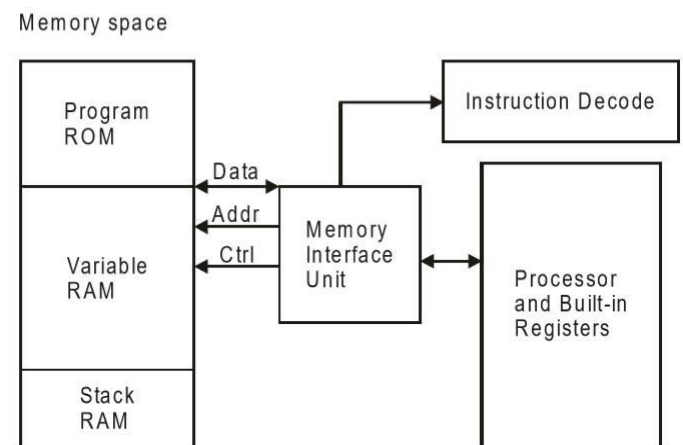 Memory space
Program
ROM
Instruction Decode
Data
Addr
Ctrl
Memory
Interface
Unit
Variable
RAM
Processor
and Built-in
Registers
Stack
RAM